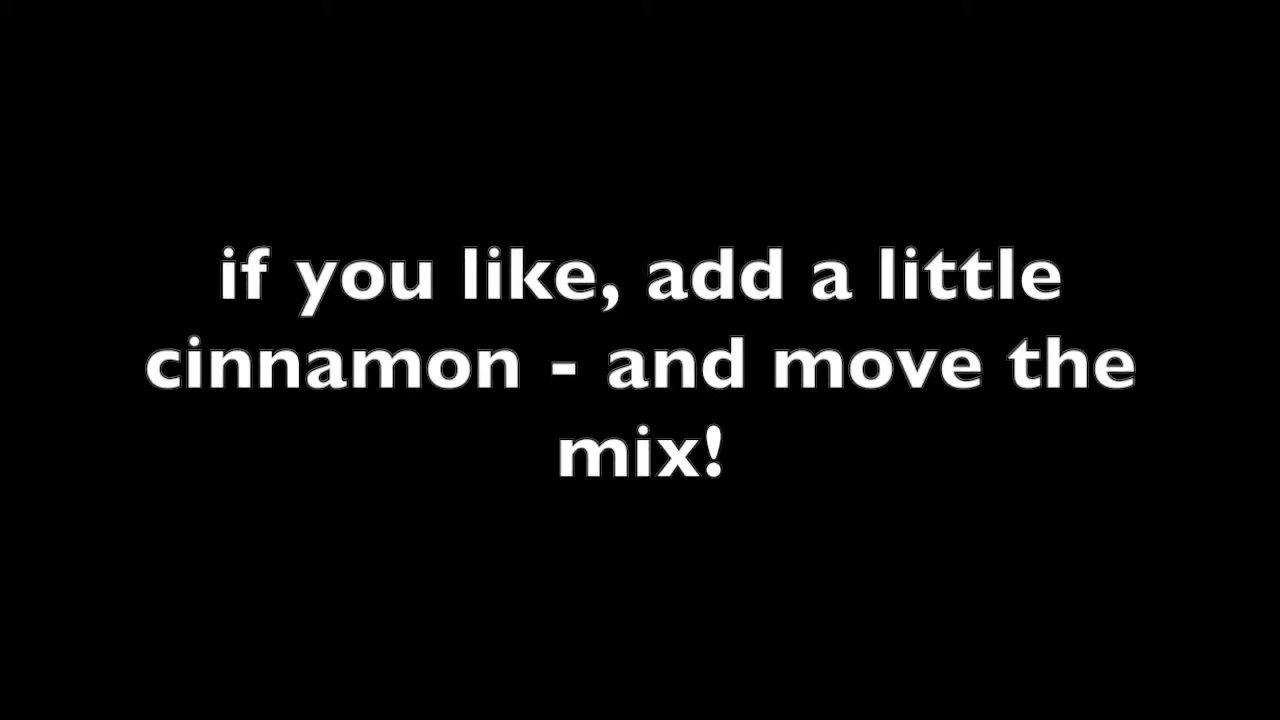 if you like, add a little
cinnamon - and move the
mix!